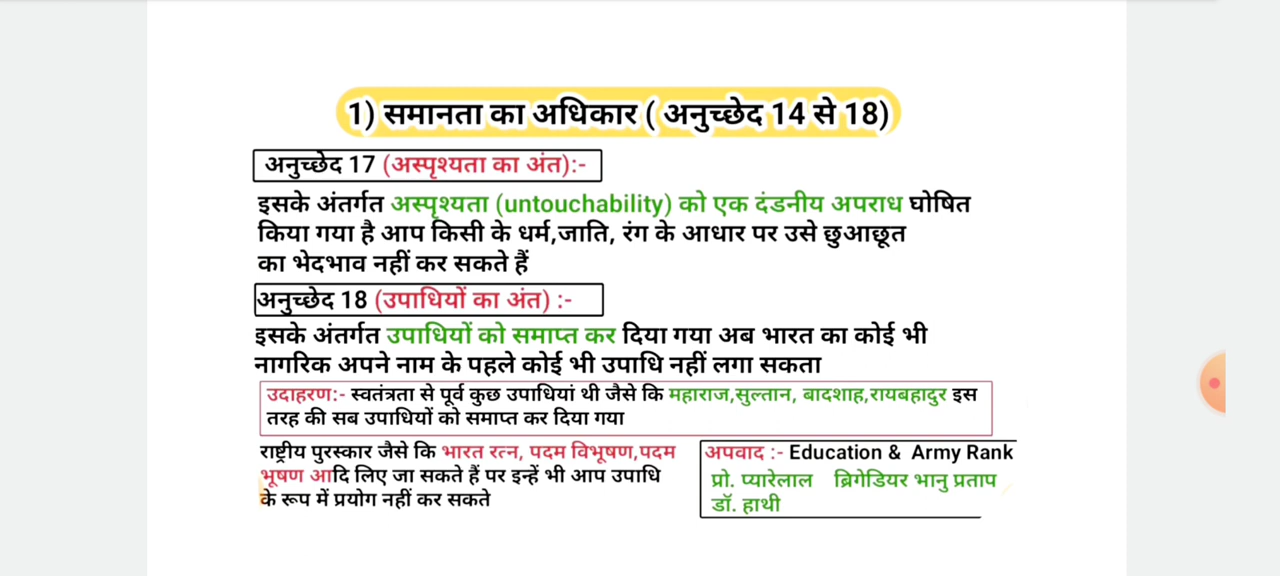 1) समानता का अधिकार ( अनुच्छेद 14 से 18)
अनुच्छेद 17 (अस्पृश्यता का अंत):-
इसके अंतर्गत अस्पृश्यता (untouchability) को एक दंडनीय अपराध घोषित
किया गया है आप किसी के धर्म,जाति, रंग के आधार पर उसे छुआछूत
का भेदभाव नहीं कर सकते हैं
अनुच्छेद 18 (उपाधियों का अंत) :-
इसके अंतर्गत उपाधियों को समाप्त कर दिया गया अब भारत का कोई भी
नागरिक अपने नाम के पहले कोई भी उपाधि नहीं लगा सकता
उदाहरण:- स्वतंत्रता से पूर्व कुछ उपाधियां थी जैसे कि महाराज,सुल्तान, बादशाह,रायबहादुर इस
तरह की सब उपाधियों को समाप्त कर दिया गया
राष्ट्रीय पुरस्कार जैसे कि भारत रत्न, पदम विभूषण,पदम
भूषण आदि लिए जा सकते हैं पर इन्हें भी आप उपाधि
के रूप में प्रयोग नहीं कर सकते
अपवाद :- Education & Army Rank
प्रो. प्यारेलाल ब्रिगेडियर भानु प्रताप
डॉ. हाथी